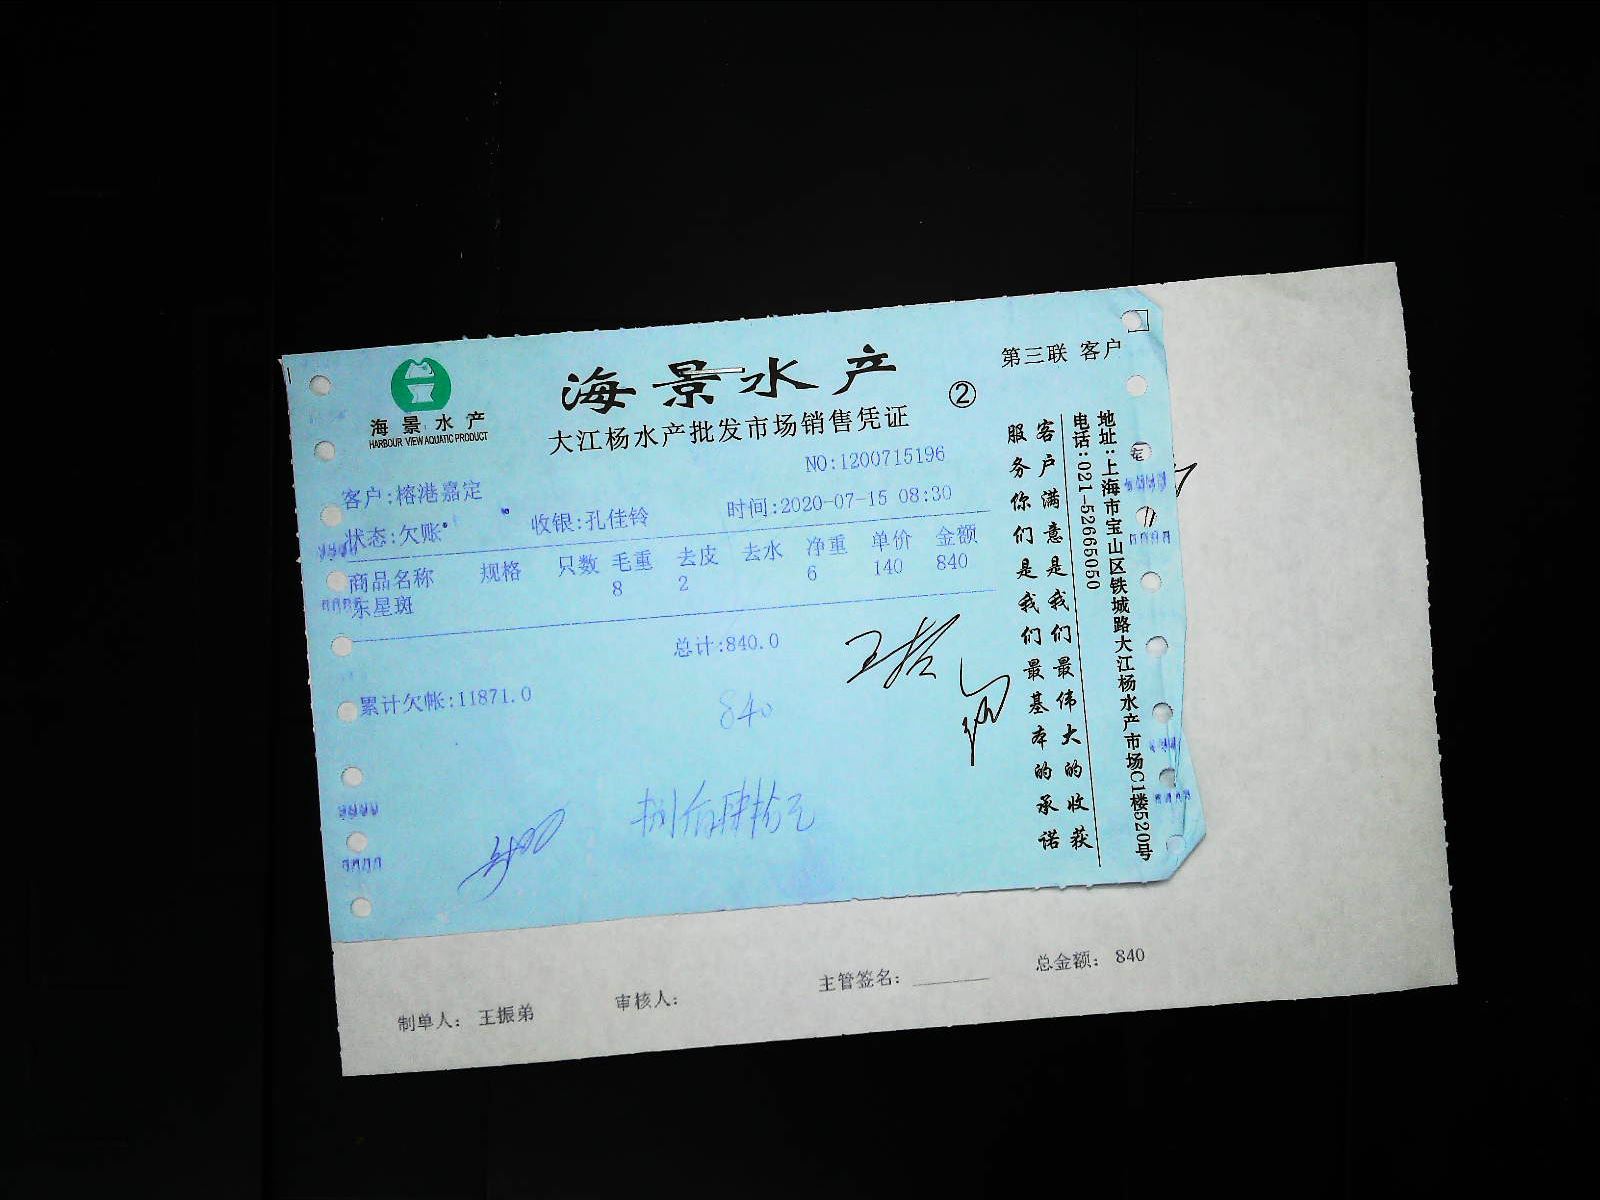 海景水产
HARBOUR VIEW AQUATIC PRODUCT
海景水产
大江杨水产批发市场销售凭证
②
第三联 客户
NO:1200715196
客户:榕港嘉定
状态:欠账
收银:孔佳铃
时间:2020-07-15 08:30
商品名称 规格 只数 毛重 去皮 去水 净重 单价 金额
东星斑 8 2 6 140 840
总计:840.0
累计欠帐:11871.0
840
捌佰肆拾元
客户满意是我们最伟大的收获
服务你们是我们最基本的承诺
地址:上海市宝山区铁城路大江杨水产市场C1楼520号
电话:021-52665050
制单人: 王振弟
审核人:
主管签名:
总金额: 840